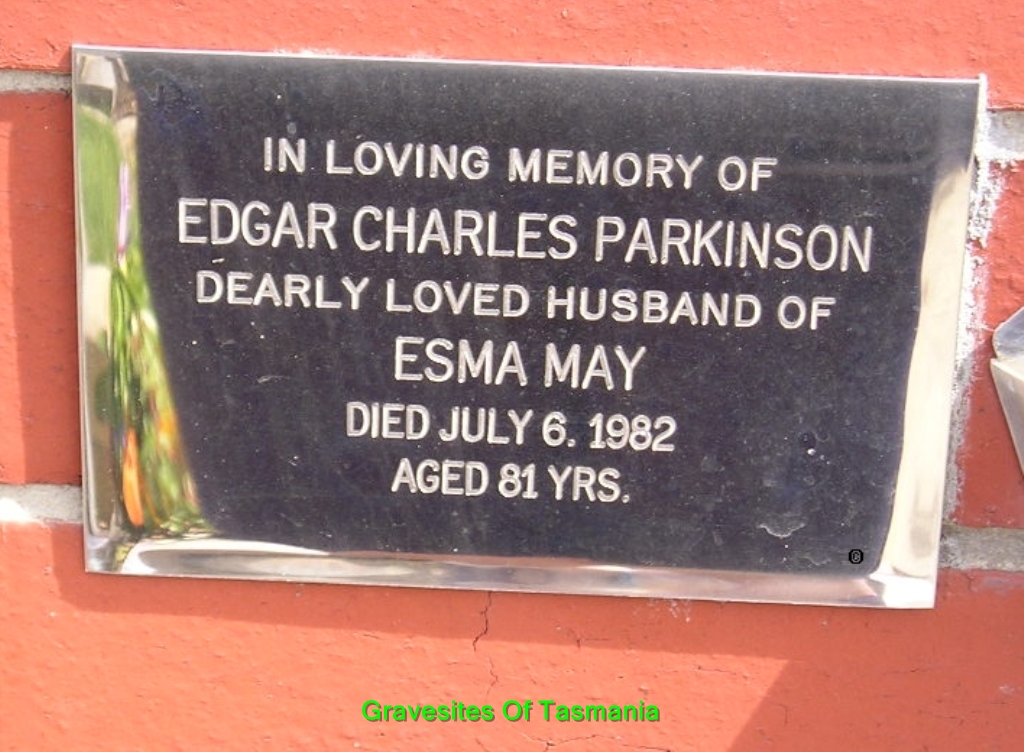 IN LOVING MEMORY OF
EDGAR CHARLES PARKINSON
DEARLY LOVED HUSBAND OF
ESMA MAY
DIED JULY 6. 1982
AGED 81 YRS.
©
Gravesites Of Tasmania